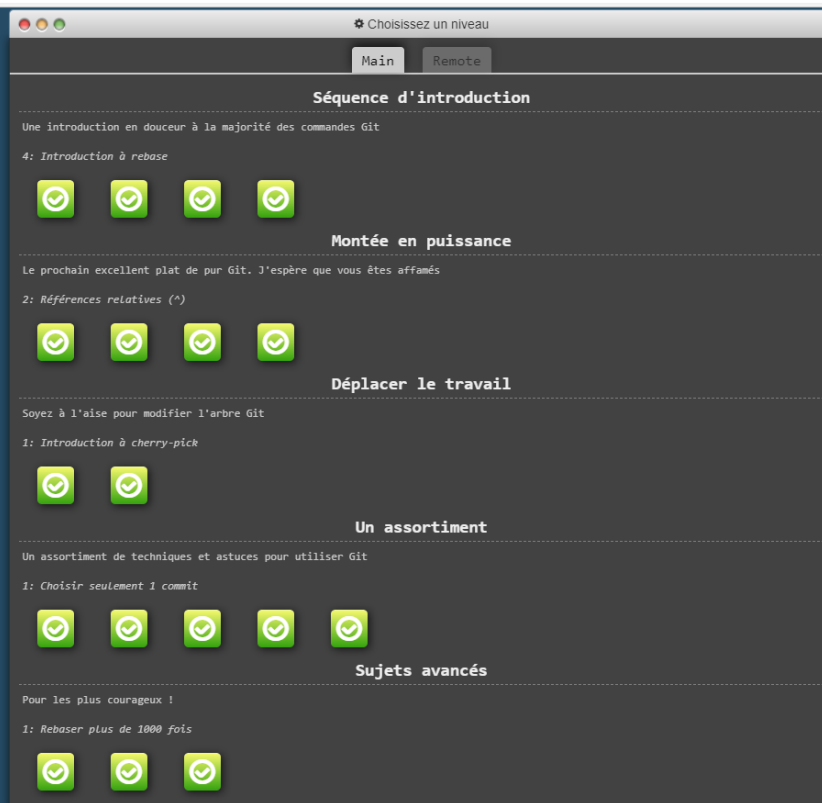 Choisissez un niveau
Main Remote
Séquence d'introduction
Une introduction en douceur à la majorité des commandes Git
4: Introduction à rebase
Montée en puissance
Le prochain excellent plat de pur Git. J'espère que vous êtes affamés
2: Références relatives (^)
Déplacer le travail
Soyez à l'aise pour modifier l'arbre Git
1: Introduction à cherry-pick
Un assortiment
Un assortiment de techniques et astuces pour utiliser Git
1: Choisir seulement 1 commit
Sujets avancés
Pour les plus courageux !
1: Rebaser plus de 1000 fois